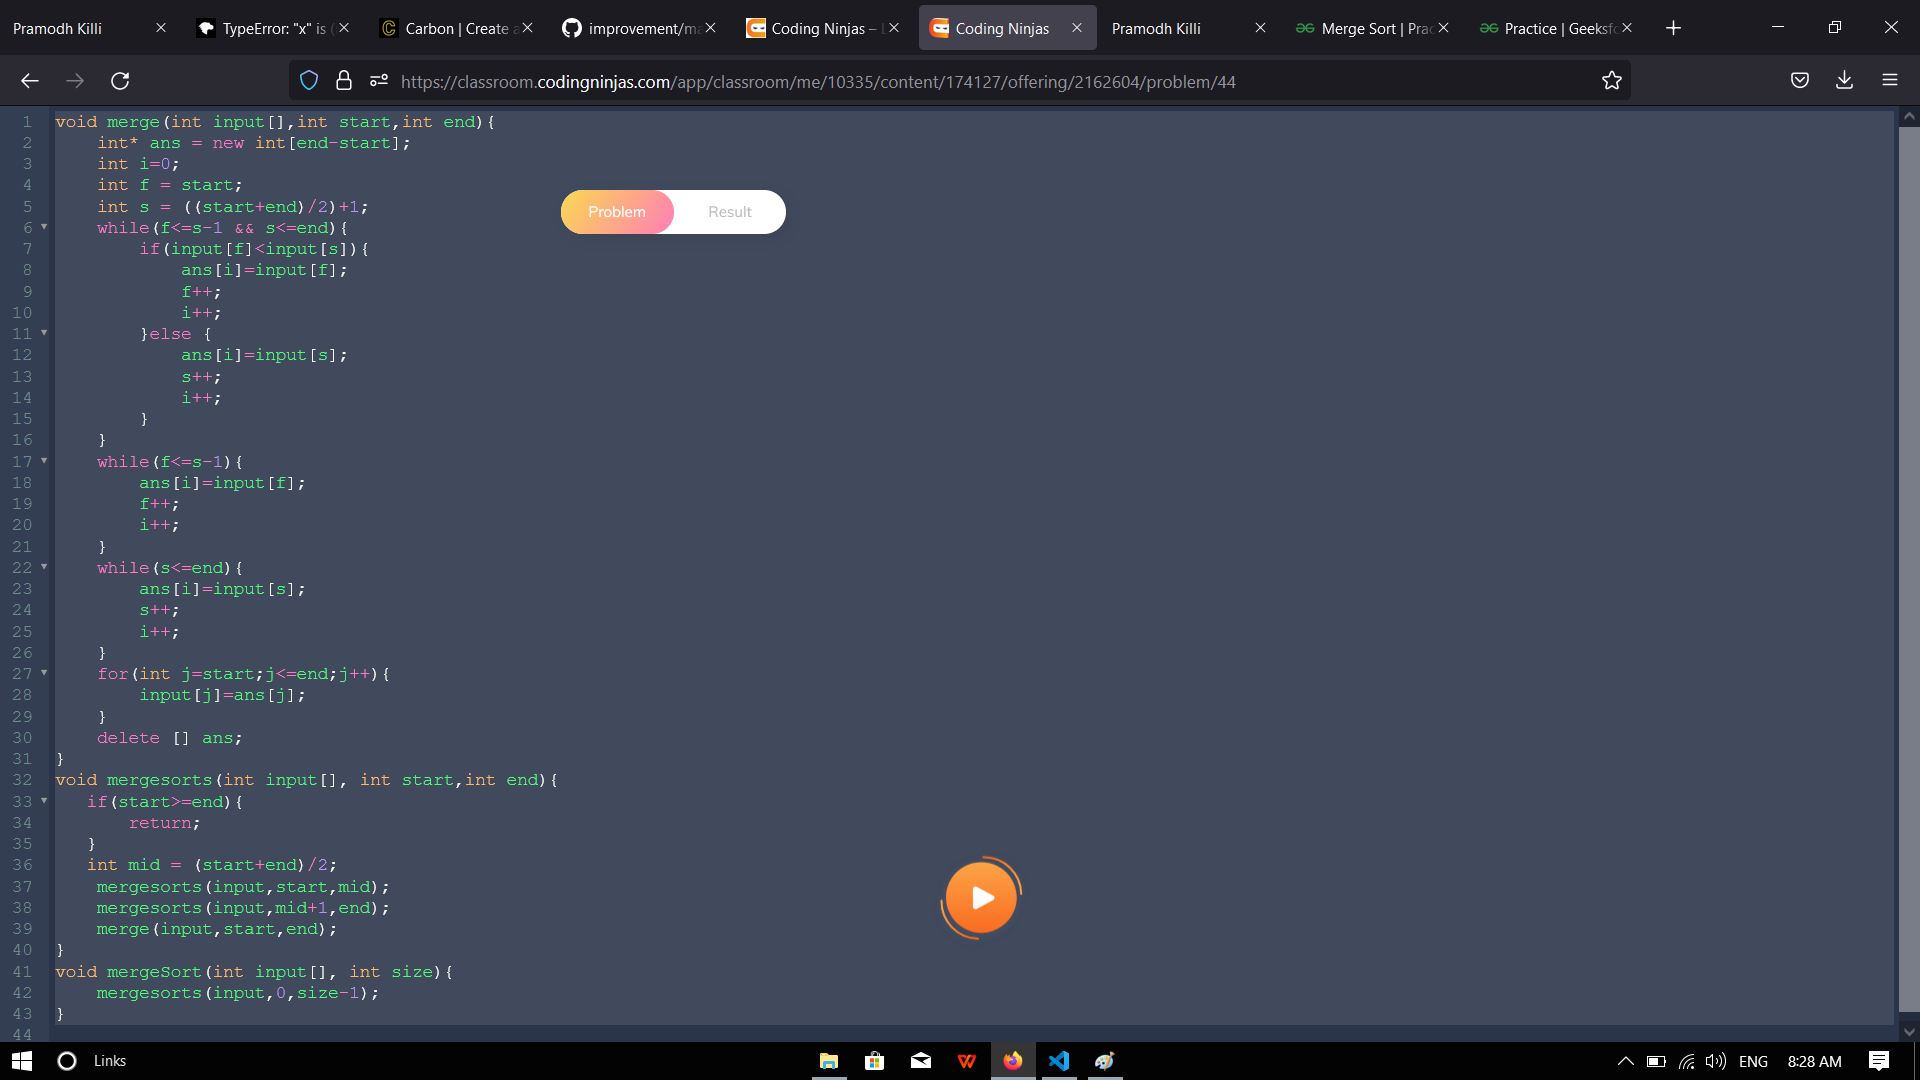 Pramodh Killi
TypeError: "x" is (
Carbon | Create a
improvement/ma
Coding Ninjas – L
Coding Ninjas
Pramodh Killi
Merge Sort | Prac
Practice | Geeksfo
https://classroom.codingninjas.com/app/classroom/me/10335/content/174127/offering/2162604/problem/44
1 void merge(int input[],int start,int end){
2 int* ans = new int[end-start];
3 int i=0;
4 int f = start;
5 int s = ((start+end)/2)+1;
Problem Result
6 while(f<=s-1 && s<=end){
7 if(input[f]<input[s]){
8 ans[i]=input[f];
9 f++;
10 i++;
11 }else {
12 ans[i]=input[s];
13 s++;
14 i++;
15 }
16 }
17 while(f<=s-1){
18 ans[i]=input[f];
19 f++;
20 i++;
21 }
22 while(s<=end){
23 ans[i]=input[s];
24 s++;
25 i++;
26 }
27 for(int j=start;j<=end;j++){
28 input[j]=ans[j];
29 }
30 delete [] ans;
31 }
32 void mergesorts(int input[], int start,int end){
33 if(start>=end){
34 return;
35 }
36 int mid = (start+end)/2;
37 mergesorts(input,start,mid);
38 mergesorts(input,mid+1,end);
39 merge(input,start,end);
40 }
41 void mergeSort(int input[], int size){
42 mergesorts(input,0,size-1);
43 }
44
Links
ENG
8:28 AM